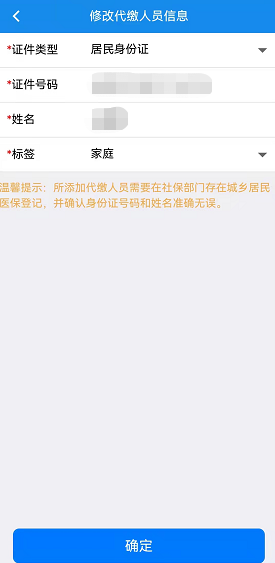 修改代缴人员信息
*证件类型 居民身份证
*证件号码
*姓名
*标签 家庭
温馨提示：所添加代缴人员需要在社保部门存在城乡居民
医保登记，并确认身份证号码和姓名准确无误。
确定